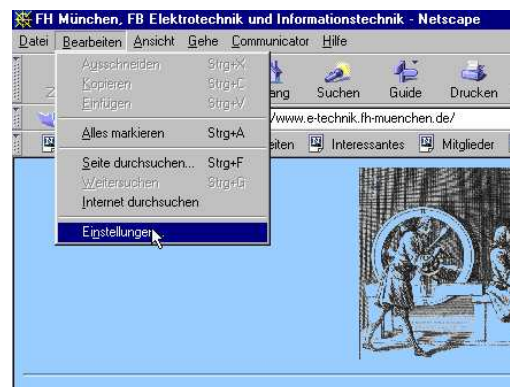 FH München, FB Elektrotechnik und Informationstechnik - Netscape
Datei Bearbeiten Ansicht Gehe Communicator Hilfe
Ausschneiden Strg+X
Kopieren Strg+C
Einfügen Strg+V
Alles markieren Strg+A
Seite durchsuchen... Strg+F
Weitersuchen Strg+G
Internet durchsuchen
Einstellungen...
Z ang Suchen Guide Drucken
/www.e-technik.fh-muenchen.de/
eiten Interessantes Mitglieder